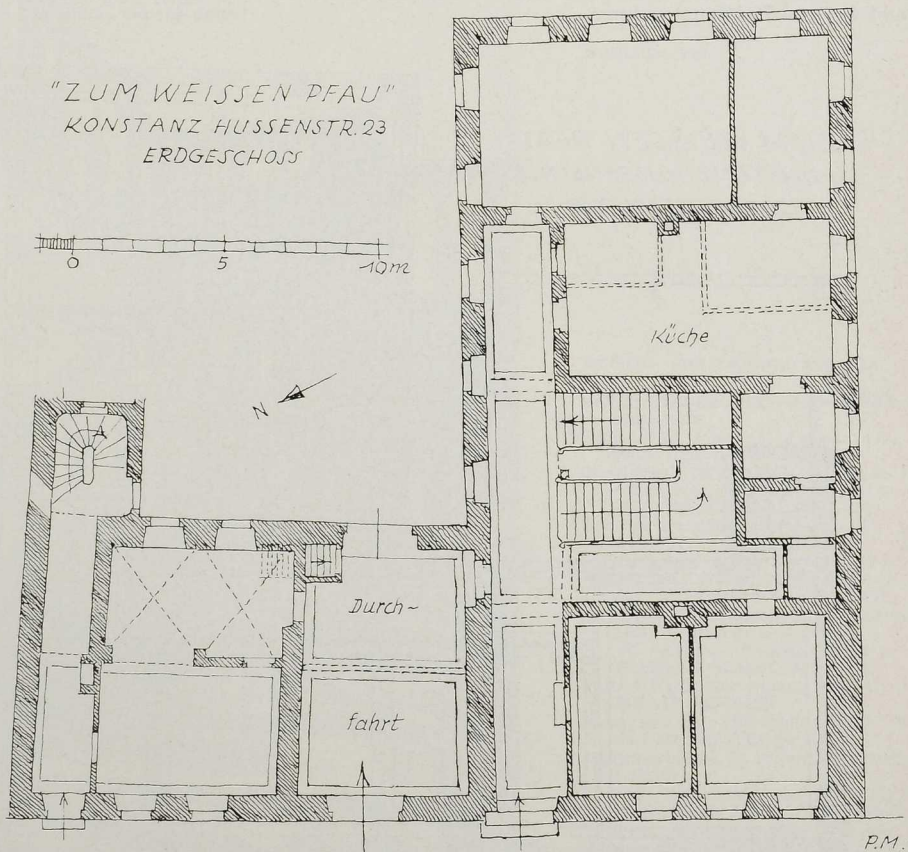 "ZUM WEISSEN PFAU"
KONSTANZ HUSSENSTR. 23
ERDGESCHOSS
0 5 10m
Küche
N
Durch-
fahrt
P.M.